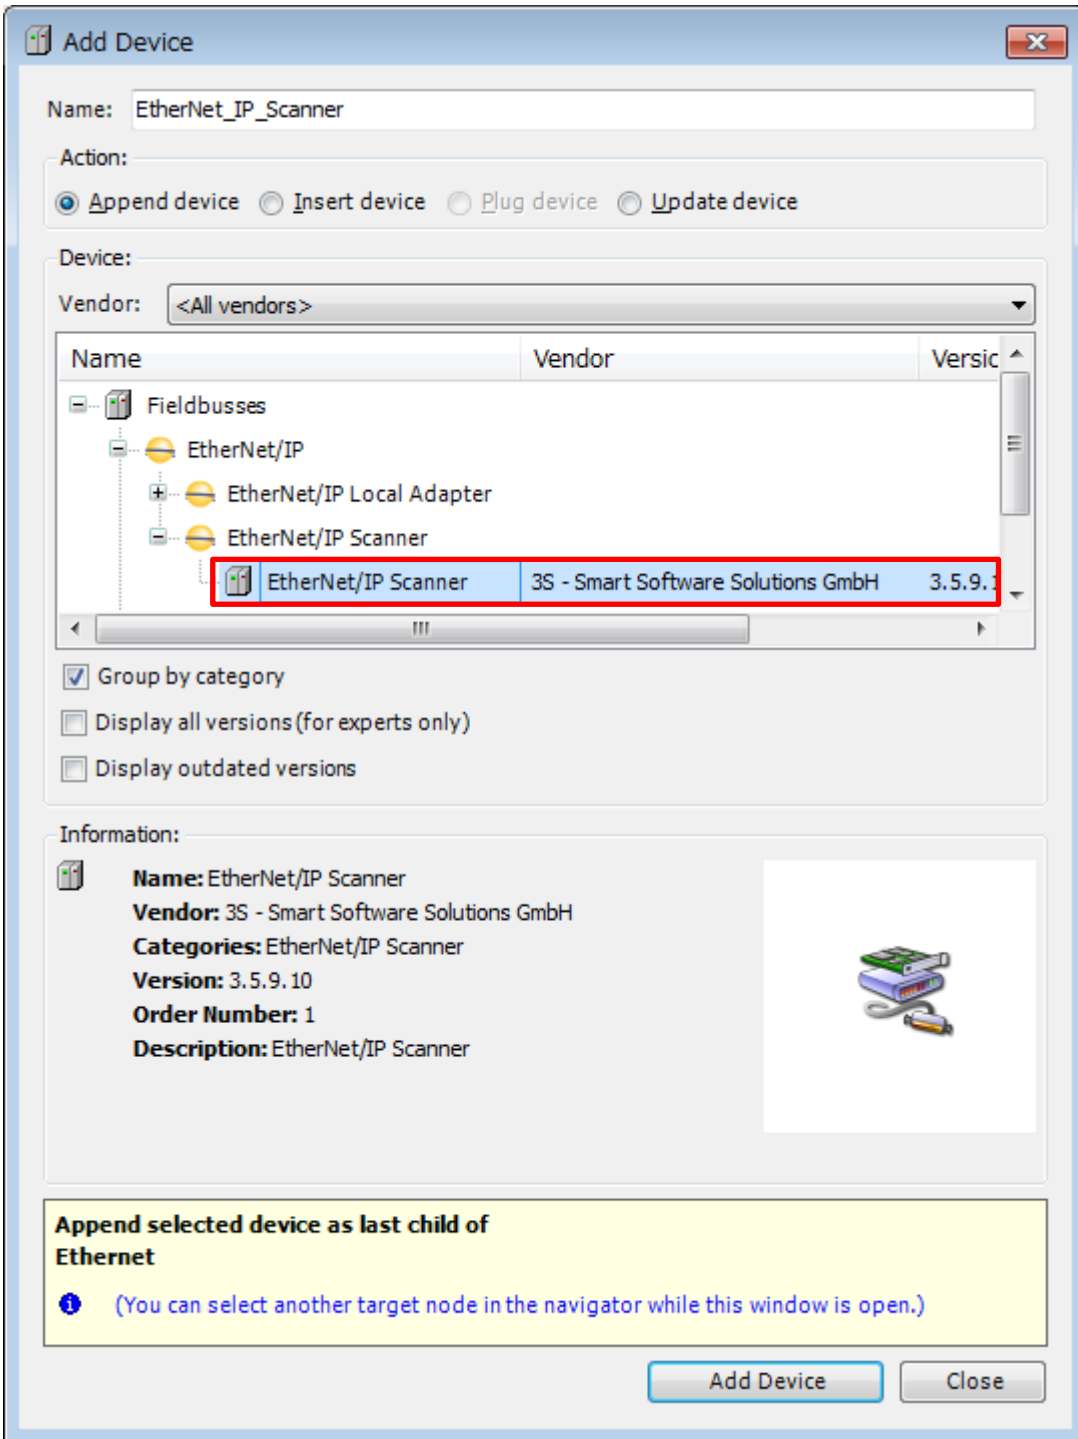 Add Device
Name: EtherNet_IP_Scanner
Action:
Append device Insert device Plug device Update device
Device:
Vendor: <All vendors>
Name Vendor Versic
Fieldbusses
EtherNet/IP
EtherNet/IP Local Adapter
EtherNet/IP Scanner
EtherNet/IP Scanner 3S - Smart Software Solutions GmbH 3.5.9.1
Group by category
Display all versions (for experts only)
Display outdated versions
Information:
Name: EtherNet/IP Scanner
Vendor: 3S - Smart Software Solutions GmbH
Categories: EtherNet/IP Scanner
Version: 3.5.9.10
Order Number: 1
Description: EtherNet/IP Scanner
Append selected device as last child of
Ethernet
(You can select another target node in the navigator while this window is open.)
Add Device Close